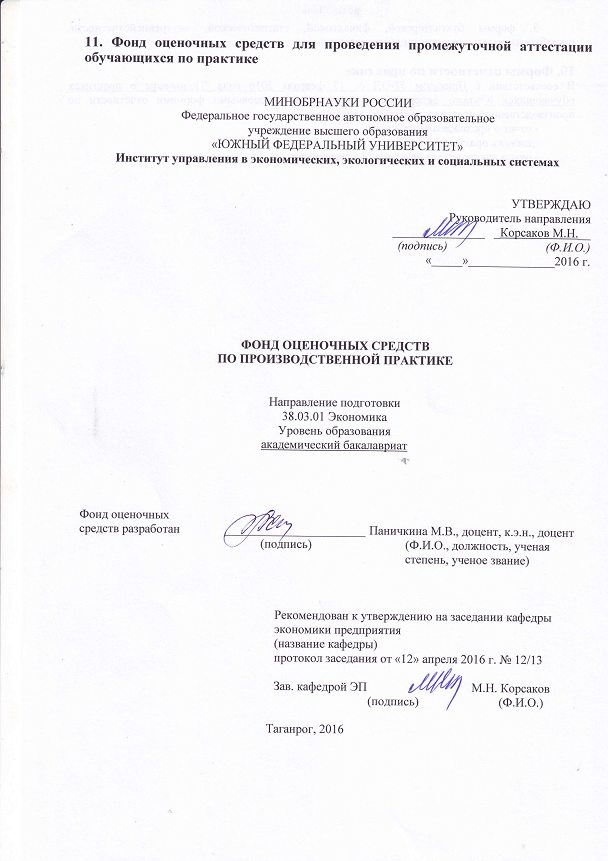 11. Фонд оценочных средств для проведения промежуточной аттестации
обучающихся по практике
МИНОБРНАУКИ РОССИИ
Федеральное государственное автономное образовательное
учреждение высшего образования
«ЮЖНЫЙ ФЕДЕРАЛЬНЫЙ УНИВЕРСИТЕТ»
Институт управления в экономических, экологических и социальных системах
УТВЕРЖДАЮ
Руководитель направления
Корсаков М.Н.
(подпись) (Ф.И.О.)
«_____»______________2016 г.
ФОНД ОЦЕНОЧНЫХ СРЕДСТВ
ПО ПРОИЗВОДСТВЕННОЙ ПРАКТИКЕ
Направление подготовки
38.03.01 Экономика
Уровень образования
академический бакалавриат
Фонд оценочных
средств разработан ______________________ Паничкина М.В., доцент, к.э.н., доцент
(подпись) (Ф.И.О., должность, ученая
степень, ученое звание)
Рекомендован к утверждению на заседании кафедры
экономики предприятия
(название кафедры)
протокол заседания от «12» апреля 2016 г. № 12/13
Зав. кафедрой ЭП М.Н. Корсаков
(подпись) (Ф.И.О.)
Таганрог, 2016